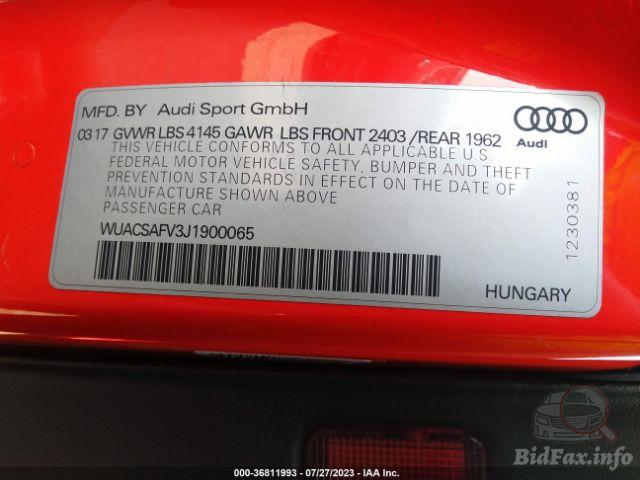 MFD. BY Audi Sport GmbH
Audi
03 17 GVWR LBS 4145 GAWR LBS FRONT 2403 /REAR 1962
THIS VEHICLE CONFORMS TO ALL APPLICABLE U.S.
FEDERAL MOTOR VEHICLE SAFETY, BUMPER AND THEFT
PREVENTION STANDARDS IN EFFECT ON THE DATE OF
MANUFACTURE SHOWN ABOVE
PASSENGER CAR
WUACSAFV3J1900065
1230381
HUNGARY
BidFax.info
000-36811993 - 07/27/2023 - IAA Inc.